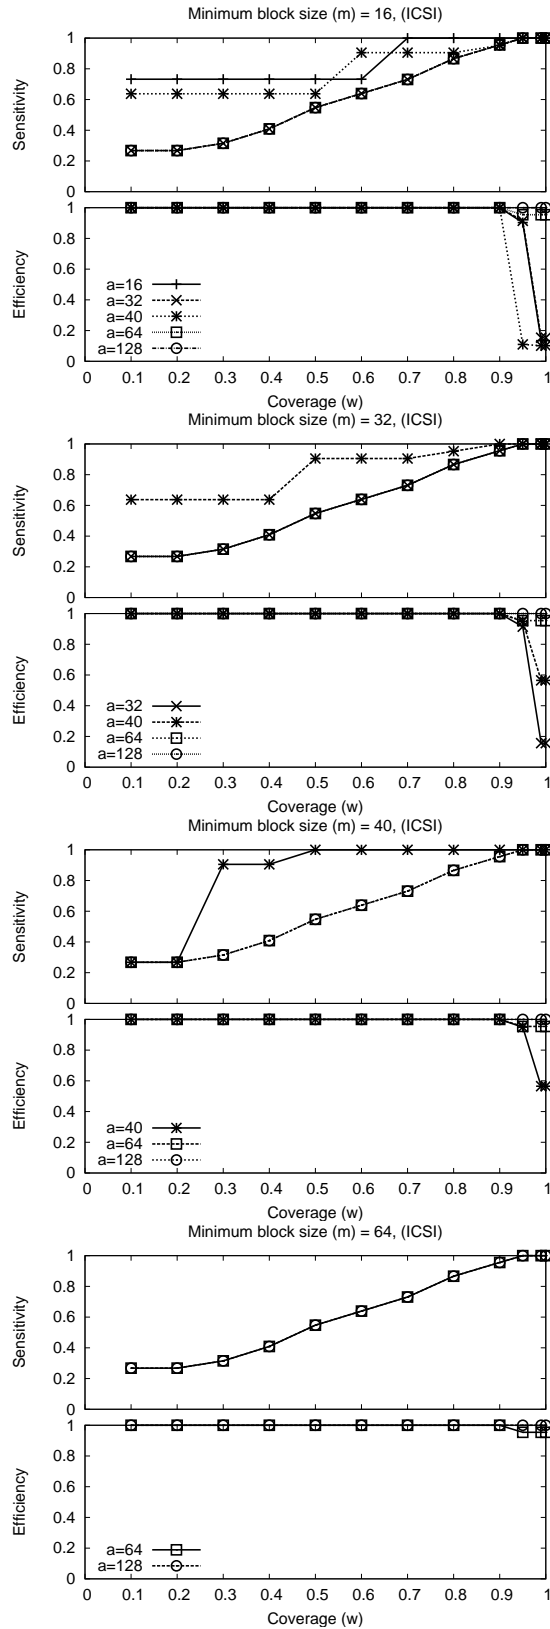 Minimum block size (m) = 16, (ICSI)
1
0.8
0.6
0.4
0.2
0
Sensitivity
1
0.8
0.6
0.4
0.2
0
Efficiency
a=16
a=32
a=40
a=64
a=128
0 0.1 0.2 0.3 0.4 0.5 0.6 0.7 0.8 0.9 1
Coverage (w)
Minimum block size (m) = 32, (ICSI)
1
0.8
0.6
0.4
0.2
0
Sensitivity
1
0.8
0.6
0.4
0.2
0
Efficiency
a=32
a=40
a=64
a=128
0 0.1 0.2 0.3 0.4 0.5 0.6 0.7 0.8 0.9 1
Coverage (w)
Minimum block size (m) = 40, (ICSI)
1
0.8
0.6
0.4
0.2
0
Sensitivity
1
0.8
0.6
0.4
0.2
0
Efficiency
a=40
a=64
a=128
0 0.1 0.2 0.3 0.4 0.5 0.6 0.7 0.8 0.9 1
Coverage (w)
Minimum block size (m) = 64, (ICSI)
1
0.8
0.6
0.4
0.2
0
Sensitivity
1
0.8
0.6
0.4
0.2
0
Efficiency
a=64
a=128
0 0.1 0.2 0.3 0.4 0.5 0.6 0.7 0.8 0.9 1
Coverage (w)